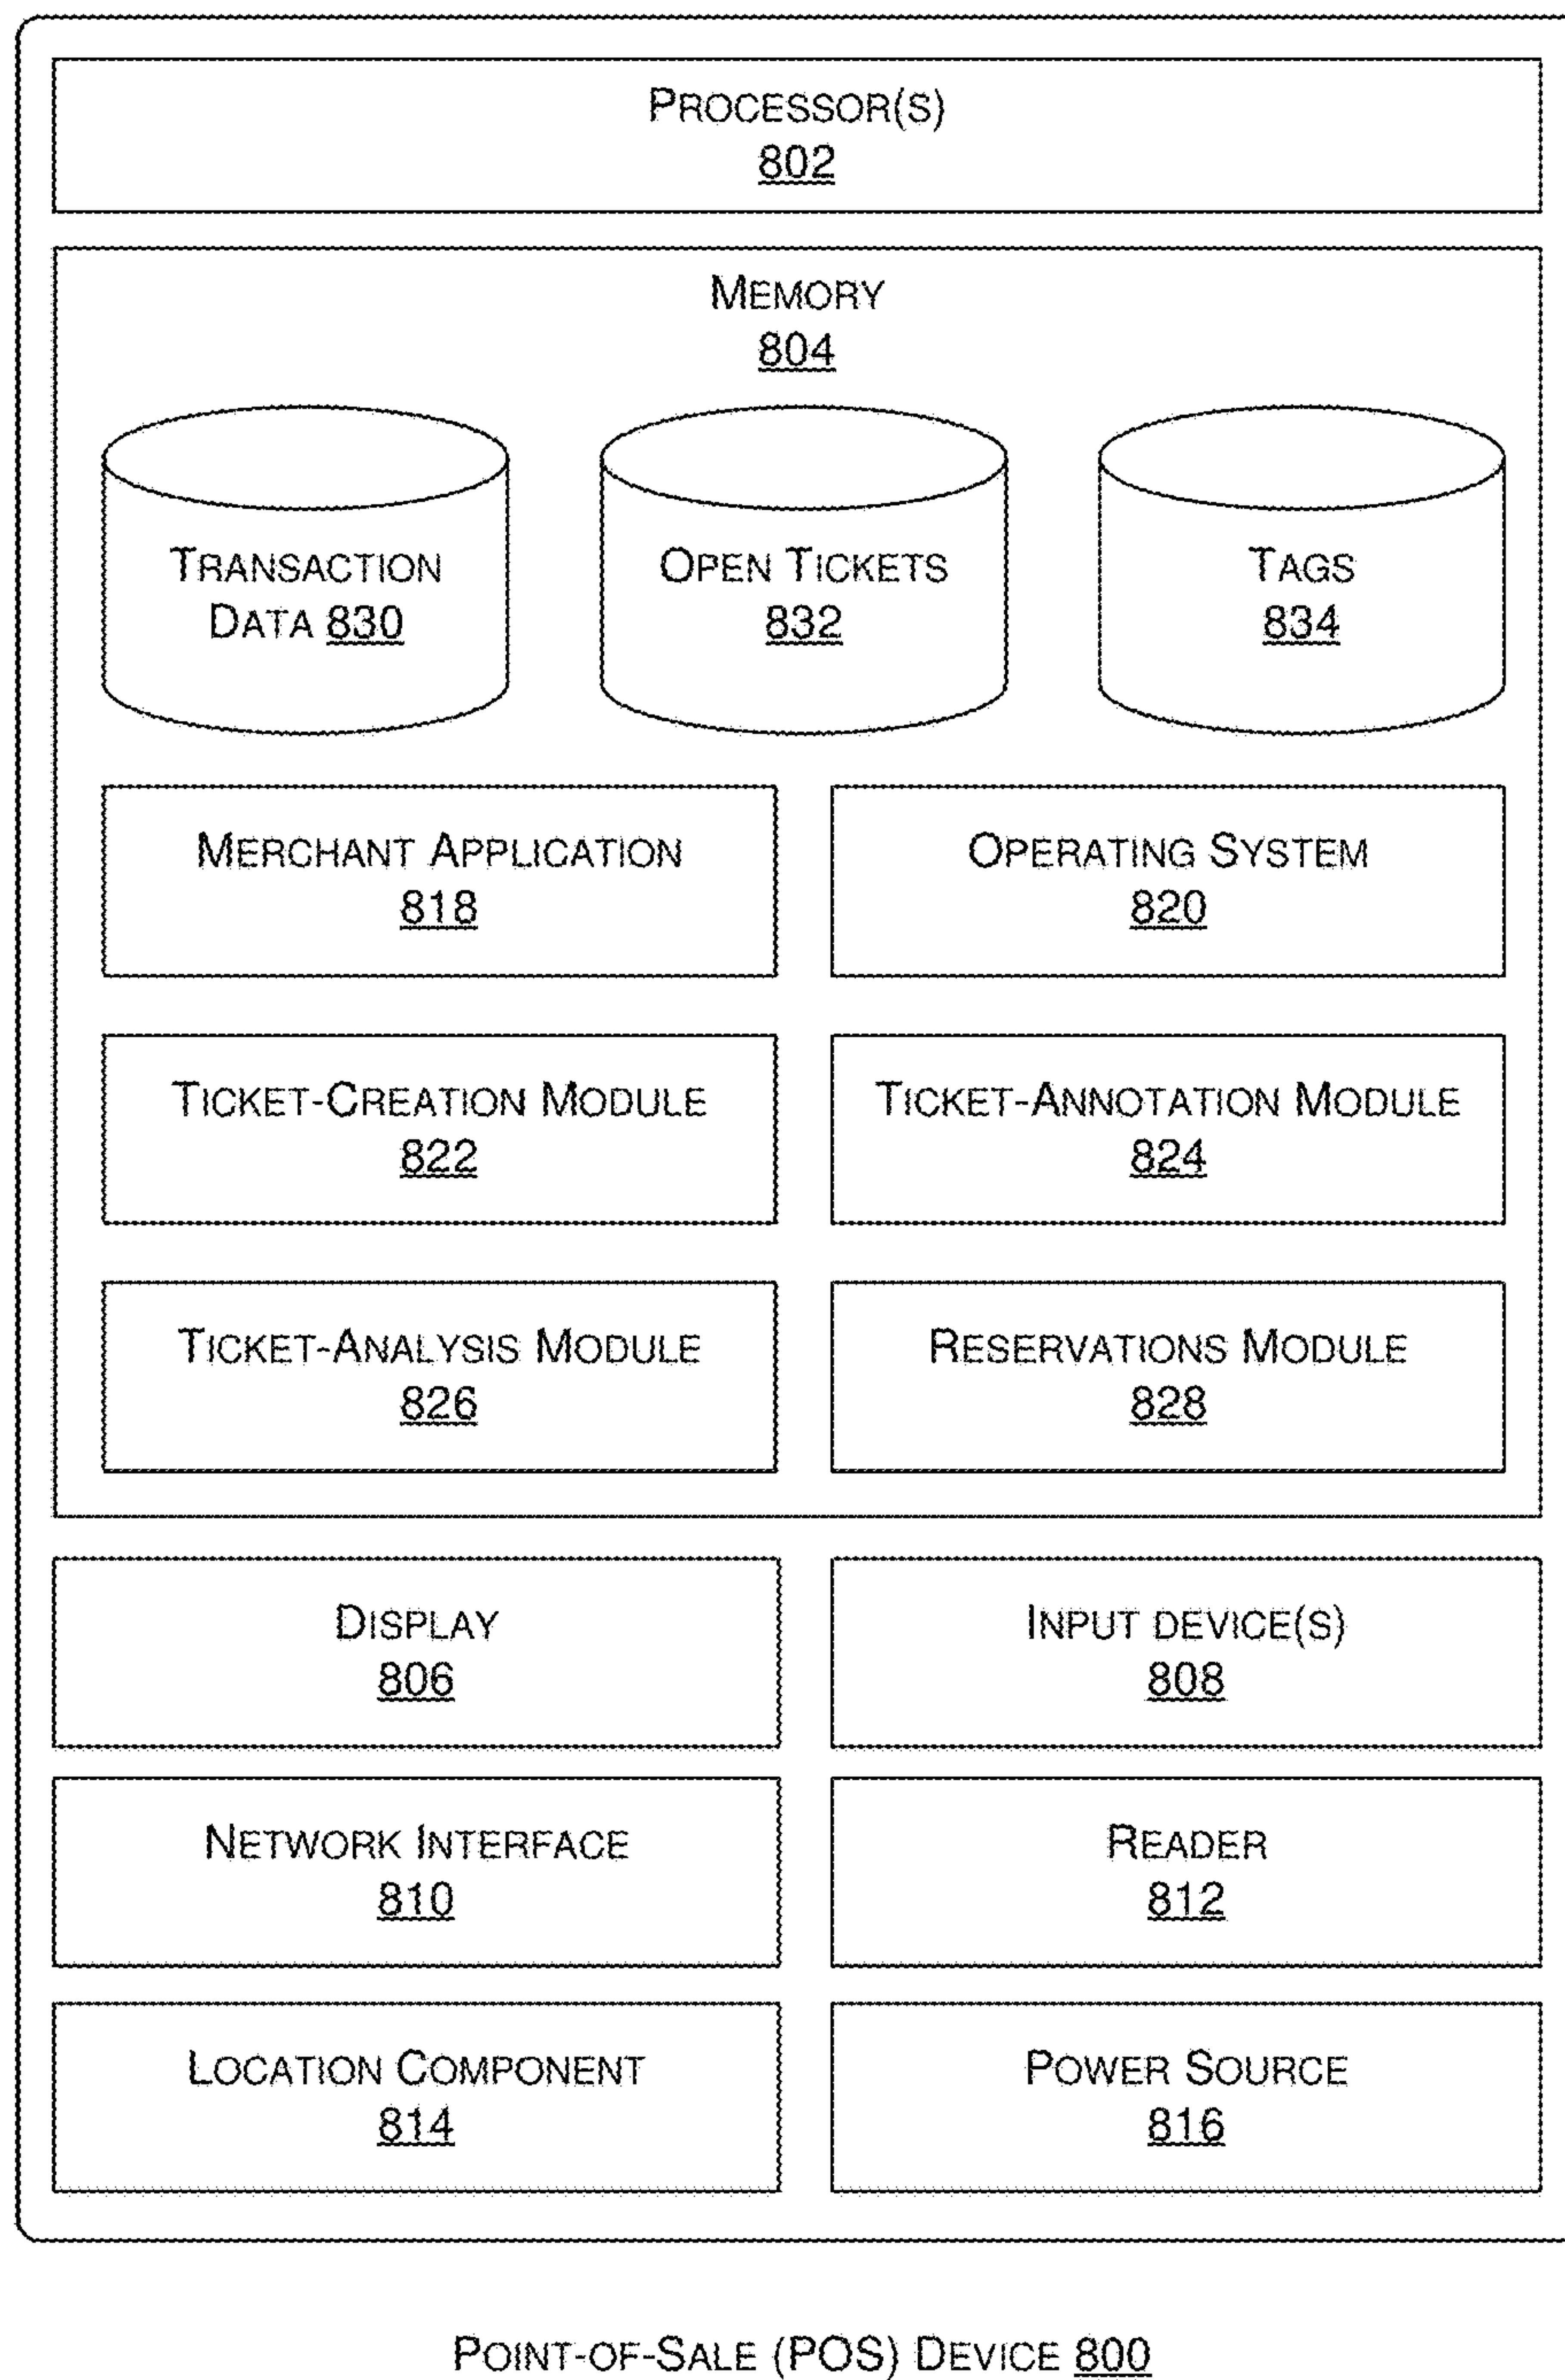 PROCESSOR(S)
802
MEMORY
804
TRANSACTION
DATA 830
OPEN TICKETS
832
TAGS
834
MERCHANT APPLICATION
818
OPERATING SYSTEM
820
TICKET-CREATION MODULE
822
TICKET-ANNOTATION MODULE
824
TICKET-ANALYSIS MODULE
826
RESERVATIONS MODULE
828
DISPLAY
806
INPUT DEVICE(S)
808
NETWORK INTERFACE
810
READER
812
LOCATION COMPONENT
814
POWER SOURCE
816
POINT-OF-SALE (POS) DEVICE 800